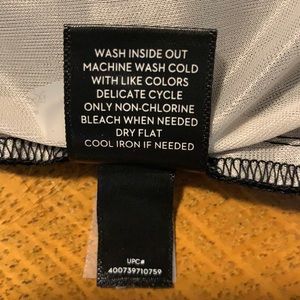 WASH INSIDE OUT
MACHINE WASH COLD
WITH LIKE COLORS
DELICATE CYCLE
ONLY NON-CHLORINE
BLEACH WHEN NEEDED
DRY FLAT
COOL IRON IF NEEDED
UPC#
400739710759